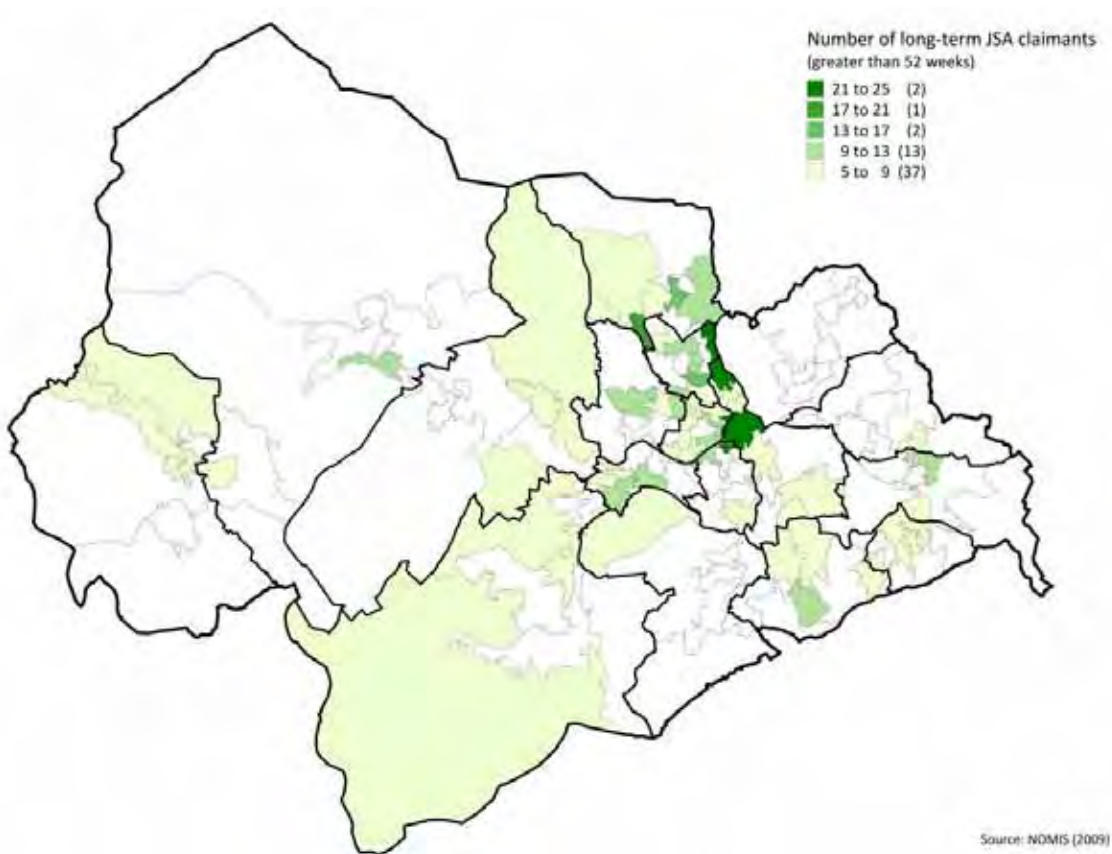 Number of long-term JSA claimants
(greater than 52 weeks)
21 to 25 (2)
17 to 21 (1)
13 to 17 (2)
9 to 13 (13)
5 to 9 (37)
Source: NOMIS (2009)